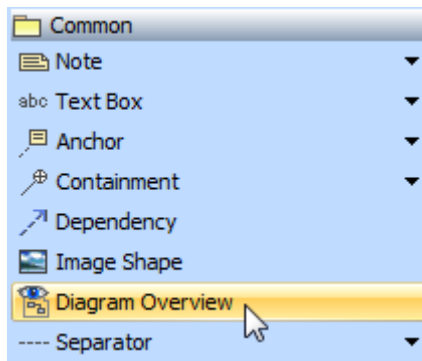 Common
Note
abc Text Box
Anchor
Containment
Dependency
Image Shape
Diagram Overview
Separator